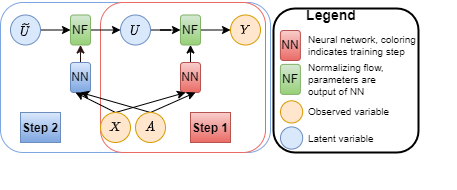 Ũ
NF
U
NF
Y
NN
NN
Step 2
X
A
Step 1
Legend
NN
Neural network, coloring
indicates training step
NF
Normalizing flow,
parameters are
output of NN
Observed variable
Latent variable